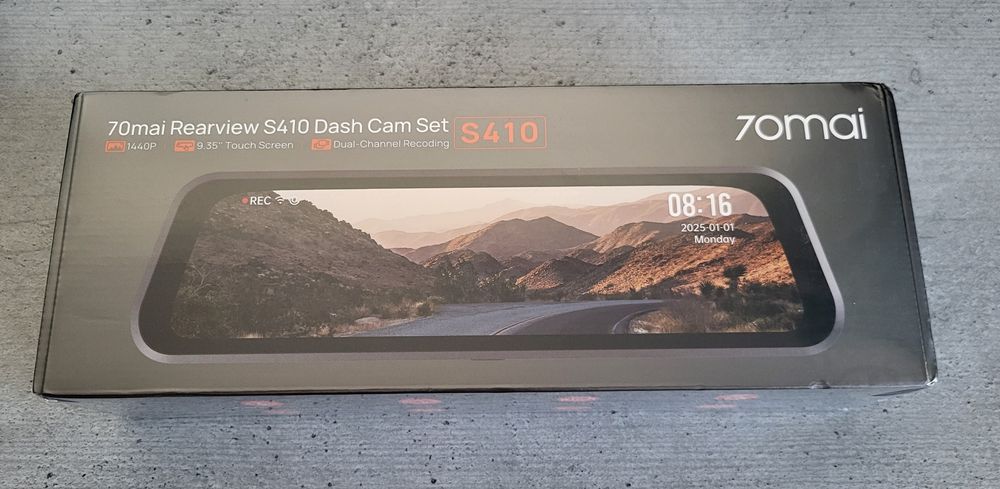 70mai Rearview S410 Dash Cam Set
S410
1440P
9.35" Touch Screen
Dual-Channel Recoding
70mai
REC
08:16
2025-01-01
Monday